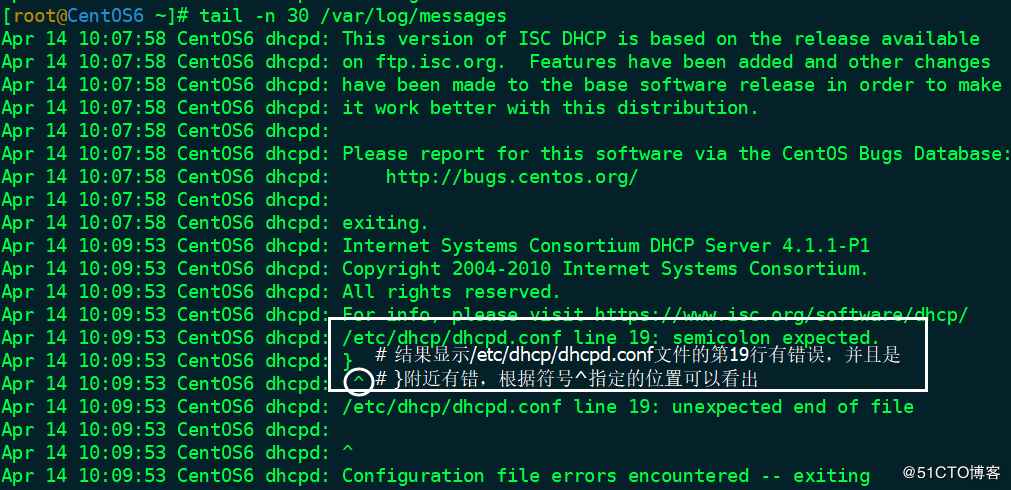 [root@CentOS6 ~]# tail -n 30 /var/log/messages
Apr 14 10:07:58 CentOS6 dhcpd: This version of ISC DHCP is based on the release available
Apr 14 10:07:58 CentOS6 dhcpd: on ftp.isc.org.  Features have been added and other changes
Apr 14 10:07:58 CentOS6 dhcpd: have been made to the base software release in order to make
Apr 14 10:07:58 CentOS6 dhcpd: it work better with this distribution.
Apr 14 10:07:58 CentOS6 dhcpd:
Apr 14 10:07:58 CentOS6 dhcpd: Please report for this software via the CentOS Bugs Database:
Apr 14 10:07:58 CentOS6 dhcpd:     http://bugs.centos.org/
Apr 14 10:07:58 CentOS6 dhcpd:
Apr 14 10:07:58 CentOS6 dhcpd: exiting.
Apr 14 10:09:53 CentOS6 dhcpd: Internet Systems Consortium DHCP Server 4.1.1-P1
Apr 14 10:09:53 CentOS6 dhcpd: Copyright 2004-2010 Internet Systems Consortium.
Apr 14 10:09:53 CentOS6 dhcpd: All rights reserved.
Apr 14 10:09:53 CentOS6 dhcpd: For info, please visit https://www.isc.org/software/dhcp/
Apr 14 10:09:53 CentOS6 dhcpd: /etc/dhcp/dhcpd.conf line 19: semicolon expected.
Apr 14 10:09:53 CentOS6 dhcpd: } # 结果显示/etc/dhcp/dhcpd.conf文件的第19行有错误，并且是
Apr 14 10:09:53 CentOS6 dhcpd:  ^ # }附近有错，根据符号^指定的位置可以看出
Apr 14 10:09:53 CentOS6 dhcpd: /etc/dhcp/dhcpd.conf line 19: unexpected end of file
Apr 14 10:09:53 CentOS6 dhcpd:
Apr 14 10:09:53 CentOS6 dhcpd: ^
Apr 14 10:09:53 CentOS6 dhcpd: Configuration file errors encountered -- exiting
@51CTO博客